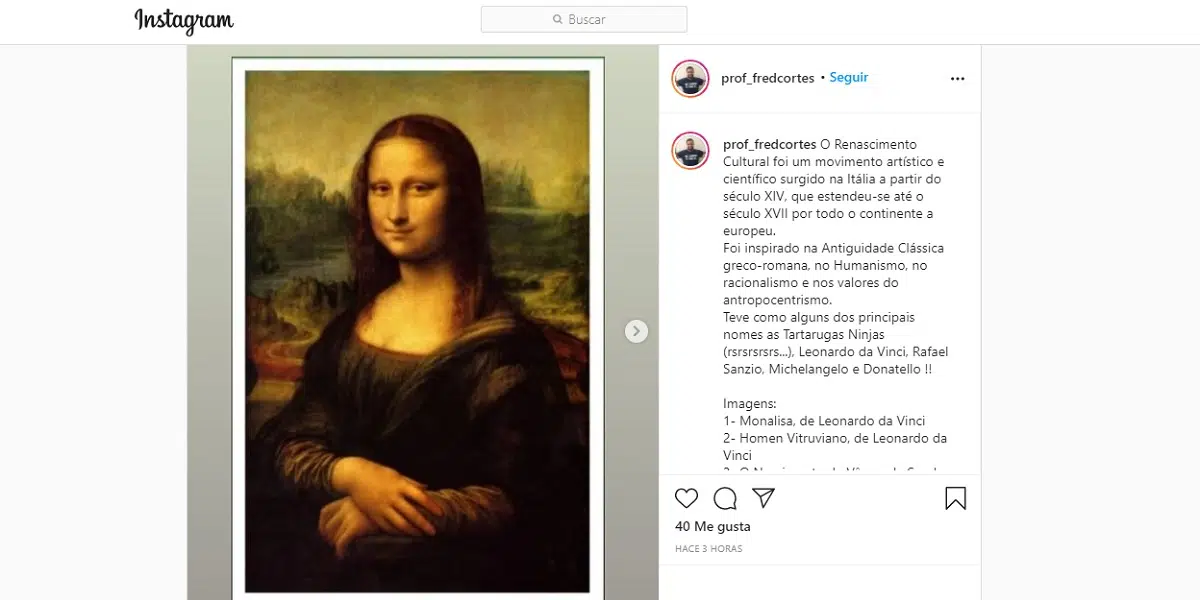 Instagram
Buscar
prof_fredcortes • Seguir
prof_fredcortes O Renascimento
Cultural foi um movimento artístico e
científico surgido na Itália a partir do
século XIV, que estendeu-se até o
século XVII por todo o continente a
europeu.
Foi inspirado na Antiguidade Clássica
greco-romana, no Humanismo, no
racionalismo e nos valores do
antropocentrismo.
Teve como alguns dos principais
nomes as Tartarugas Ninjas
(rsrsrsrsrs...), Leonardo da Vinci, Rafael
Sanzio, Michelangelo e Donatello !!
Imagens:
1- Monalisa, de Leonardo da Vinci
2- Homen Vitruviano, de Leonardo da
Vinci
40 Me gusta
HACE 3 HORAS